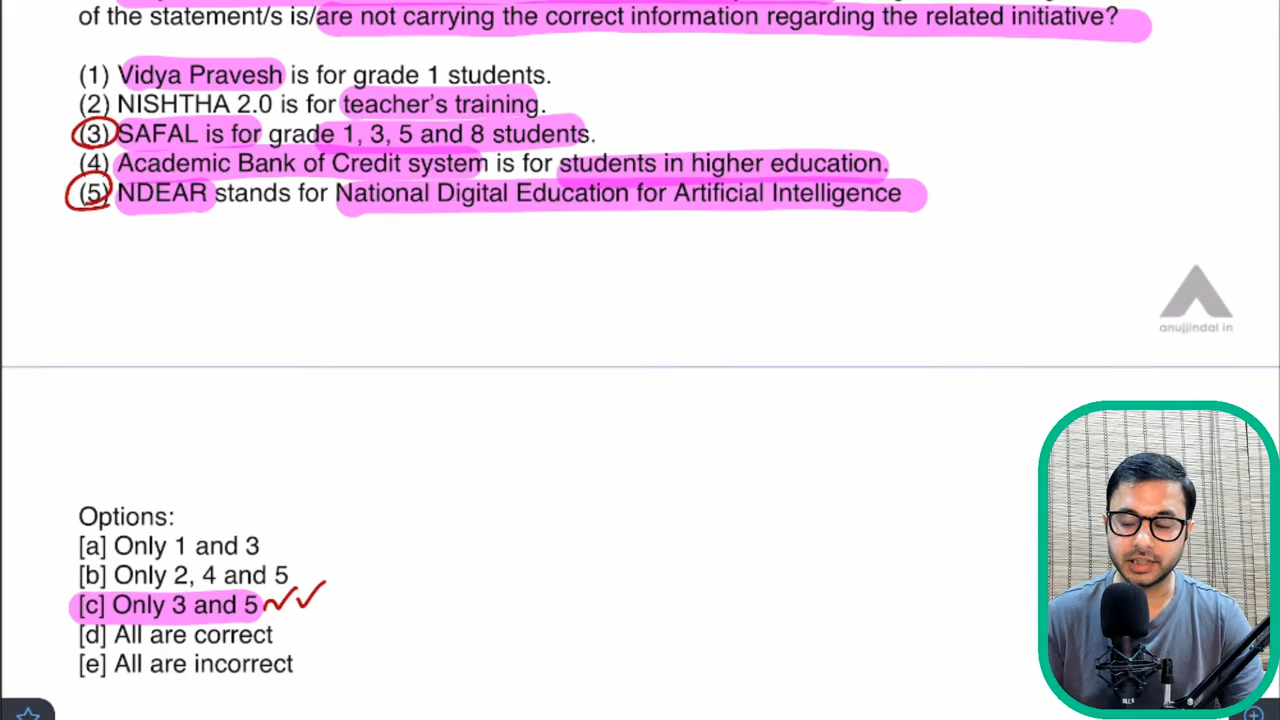 of the statement/s is/are not carrying the correct information regarding the related initiative?
(1) Vidya Pravesh is for grade 1 students.
(2) NISHTHA 2.0 is for teacher's training.
(3) SAFAL is for grade 1, 3, 5 and 8 students.
(4) Academic Bank of Credit system is for students in higher education.
(5) NDEAR stands for National Digital Education for Artificial Intelligence
anujjindal in
Options:
[a] Only 1 and 3
[b] Only 2, 4 and 5
[c] Only 3 and 5
[d] All are correct
[e] All are incorrect